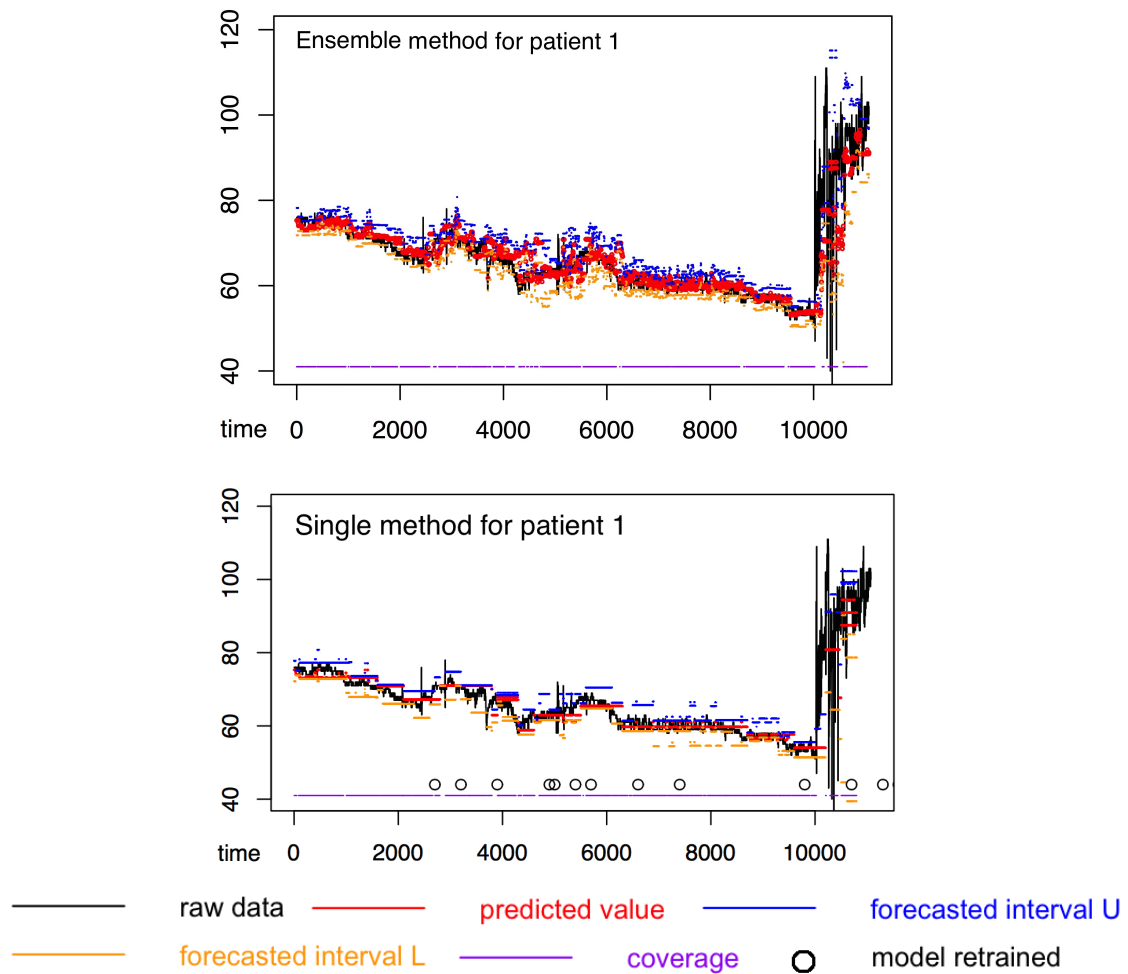 Ensemble method for patient 1
120
100
80
60
40
time 0 2000 4000 6000 8000 10000
Single method for patient 1
120
100
80
60
40
time 0 2000 4000 6000 8000 10000
raw data predicted value forecasted interval U
forecasted interval L coverage model retrained